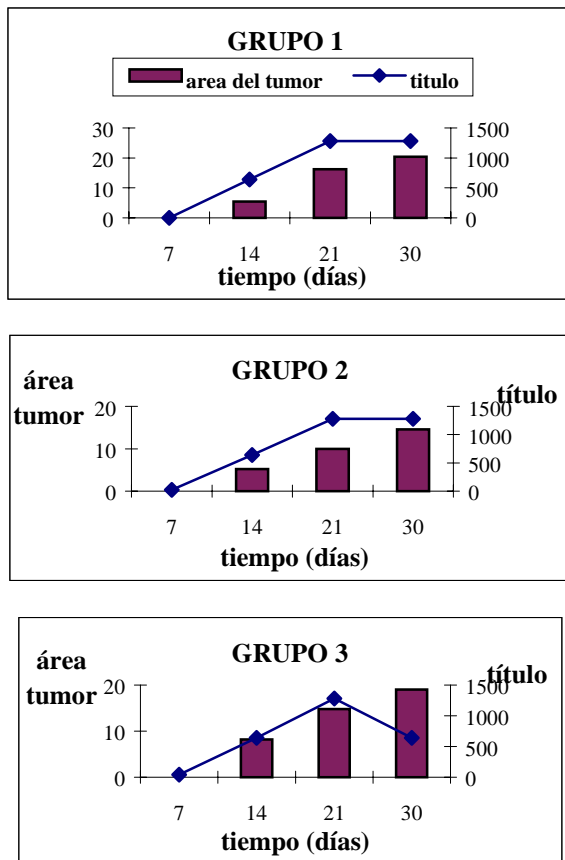 GRUPO 1
area del tumor titulo
30 1500
20 1000
10 500
0 0
7 14 21 30
tiempo (días)
GRUPO 2
área título
tumor
20 1500
10 1000
500
0 0
7 14 21 30
tiempo (días)
GRUPO 3
área título
tumor
20 1500
10 1000
500
0 0
7 14 21 30
tiempo (días)